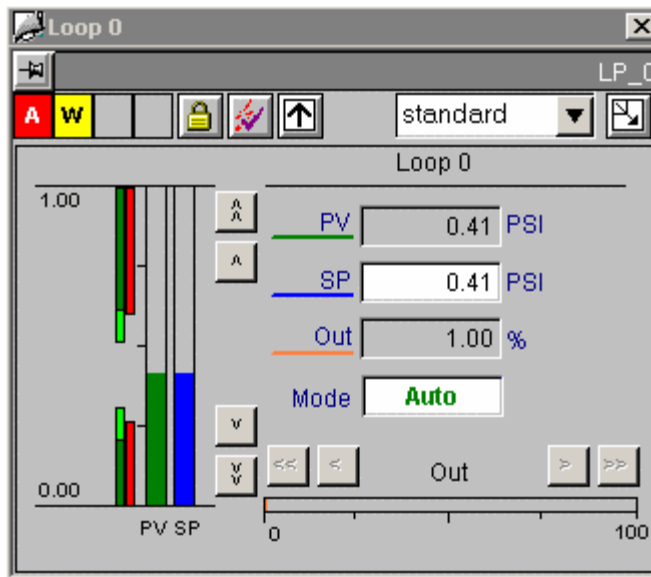 Loop 0
LP_0
A W standard
Loop 0
1.00
PV 0.41 PSI
SP 0.41 PSI
Out 1.00 %
Mode Auto
<< < Out > >>
0.00
PV SP
0 100